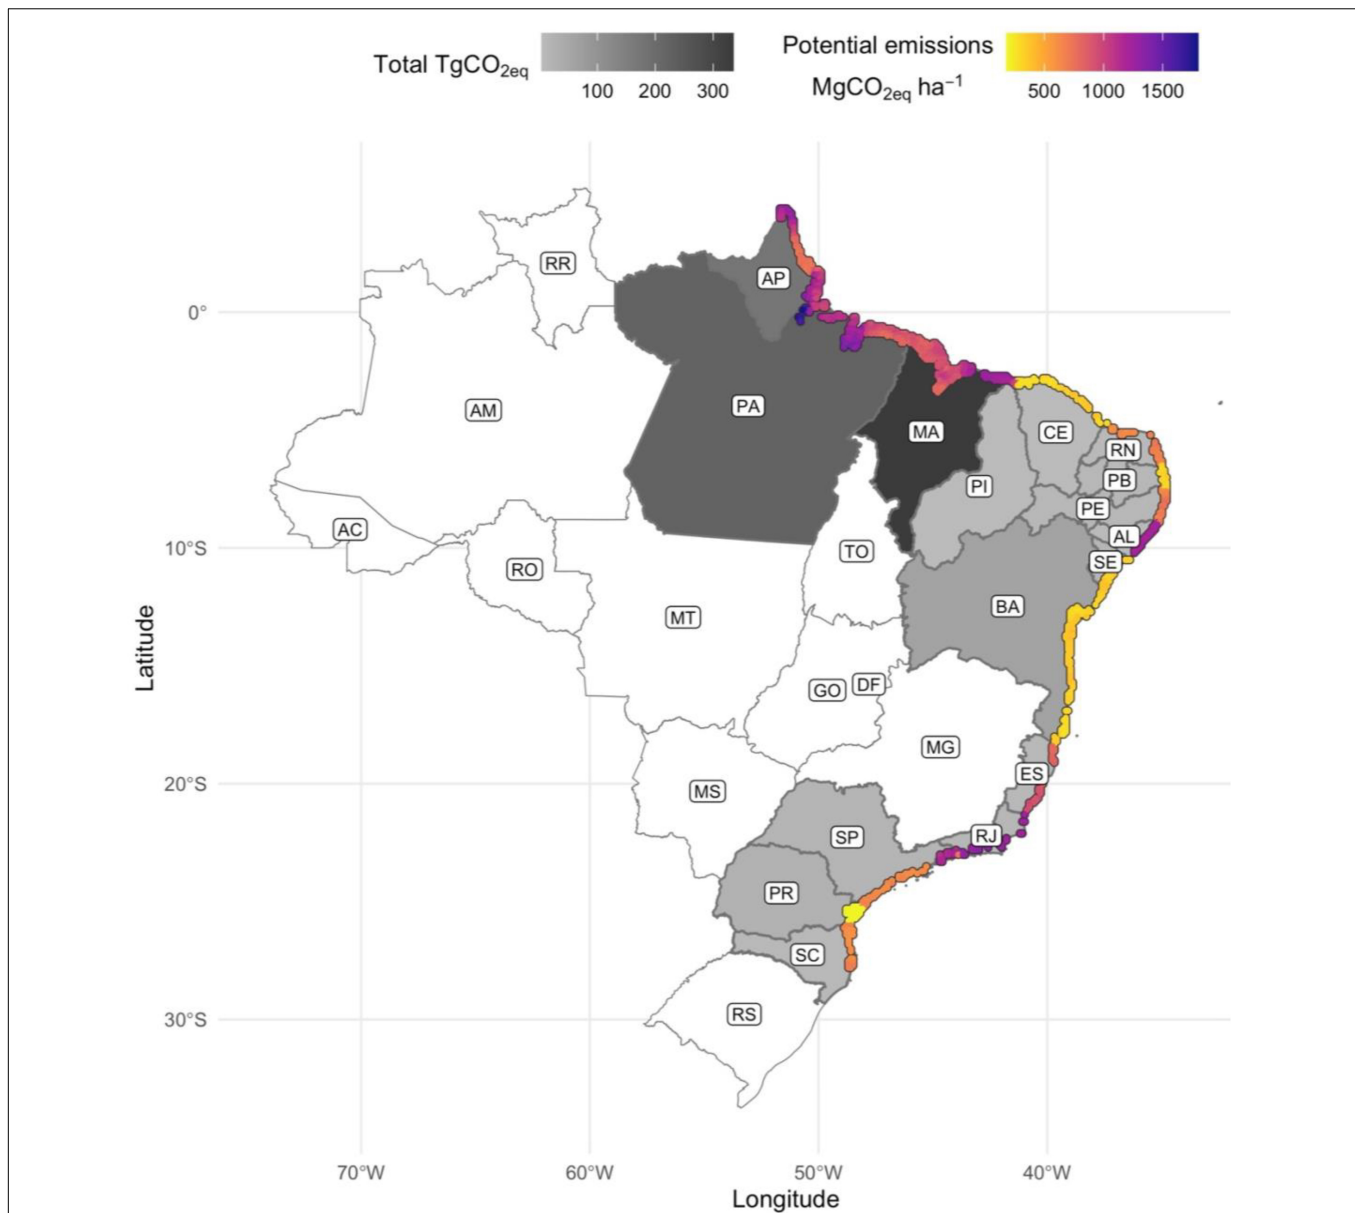 Total TgCO₂eq
100 200 300
Potential emissions
MgCO₂eq ha⁻¹
500 1000 1500
RR
AP
0°
AM
PA
MA
CE
RN
PI
PB
PE
AC
AL
10°S
TO
SE
RO
BA
MT
GO
DF
MG
ES
20°S
MS
SP
RJ
PR
SC
RS
30°S
Latitude
70°W 60°W 50°W 40°W
Longitude